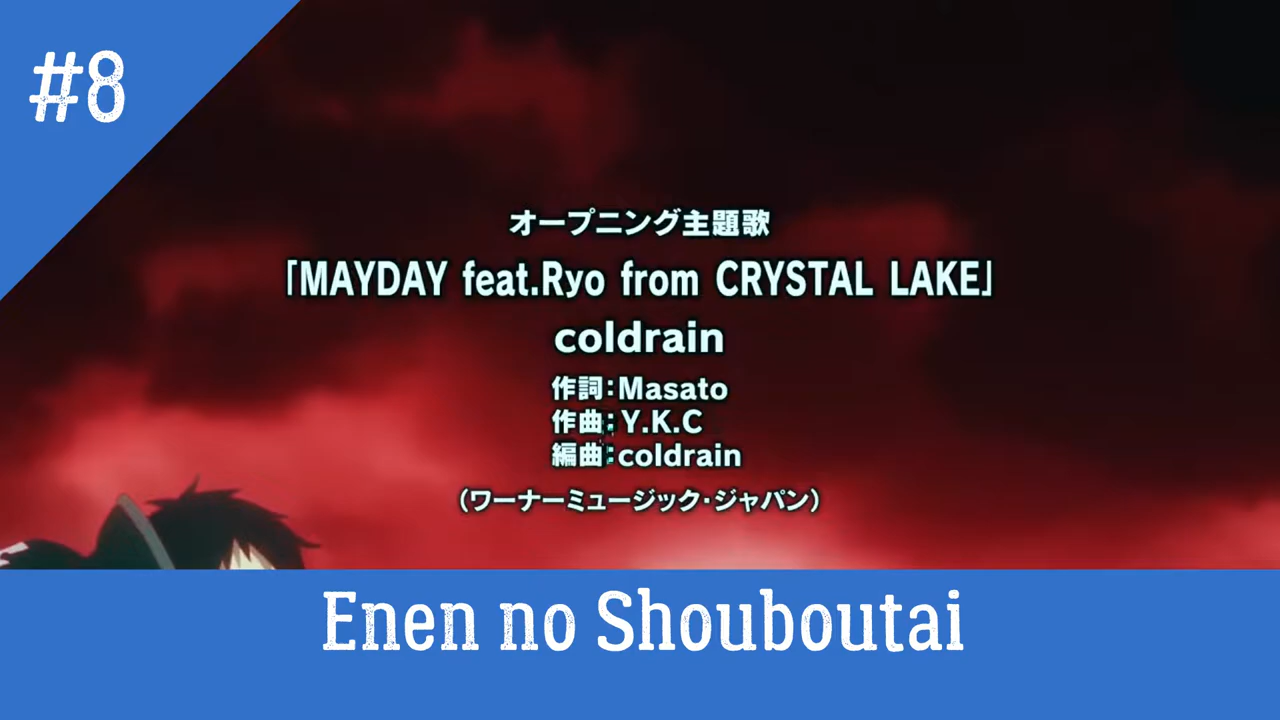 #8
オープニング主題歌
「MAYDAY feat.Ryo from CRYSTAL LAKE」
coldrain
作詞:Masato
作曲:Y.K.C
編曲:coldrain
(ワーナーミュージック・ジャパン)
Enen no Shouboutai